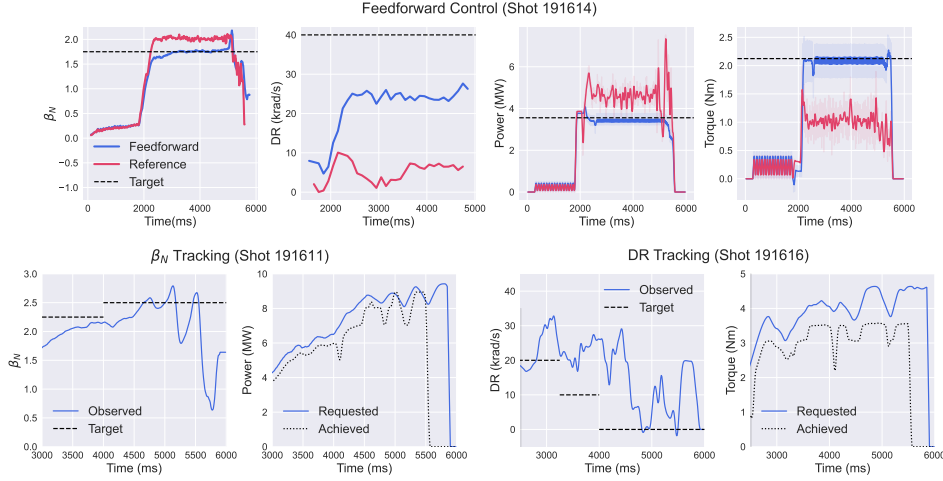 Feedforward Control (Shot 191614)
2.0
1.5
1.0
0.5
0.0
−0.5
−1.0
β_N
Feedforward
Reference
Target
0
2000
4000
6000
Time(ms)
40
30
20
10
0
DR (krad/s)
2000
3000
4000
5000
Time(ms)
6
4
2
0
Power (MW)
0
2000
4000
6000
Time (ms)
2.5
2.0
1.5
1.0
0.5
0.0
Torque (Nm)
0
2000
4000
6000
Time (ms)
β_N Tracking (Shot 191611)
3.0
2.5
2.0
1.5
1.0
0.5
0.0
β_N
Observed
Target
3000
3500
4000
4500
5000
5500
6000
Time (ms)
10
8
6
4
2
0
Power (MW)
Requested
Achieved
3000
3500
4000
4500
5000
5500
6000
Time (ms)
DR Tracking (Shot 191616)
40
30
20
10
0
DR (krad/s)
Observed
Target
3000
4000
5000
6000
Time (ms)
5
4
3
2
1
0
Torque (Nm)
Requested
Achieved
3000
4000
5000
6000
Time (ms)